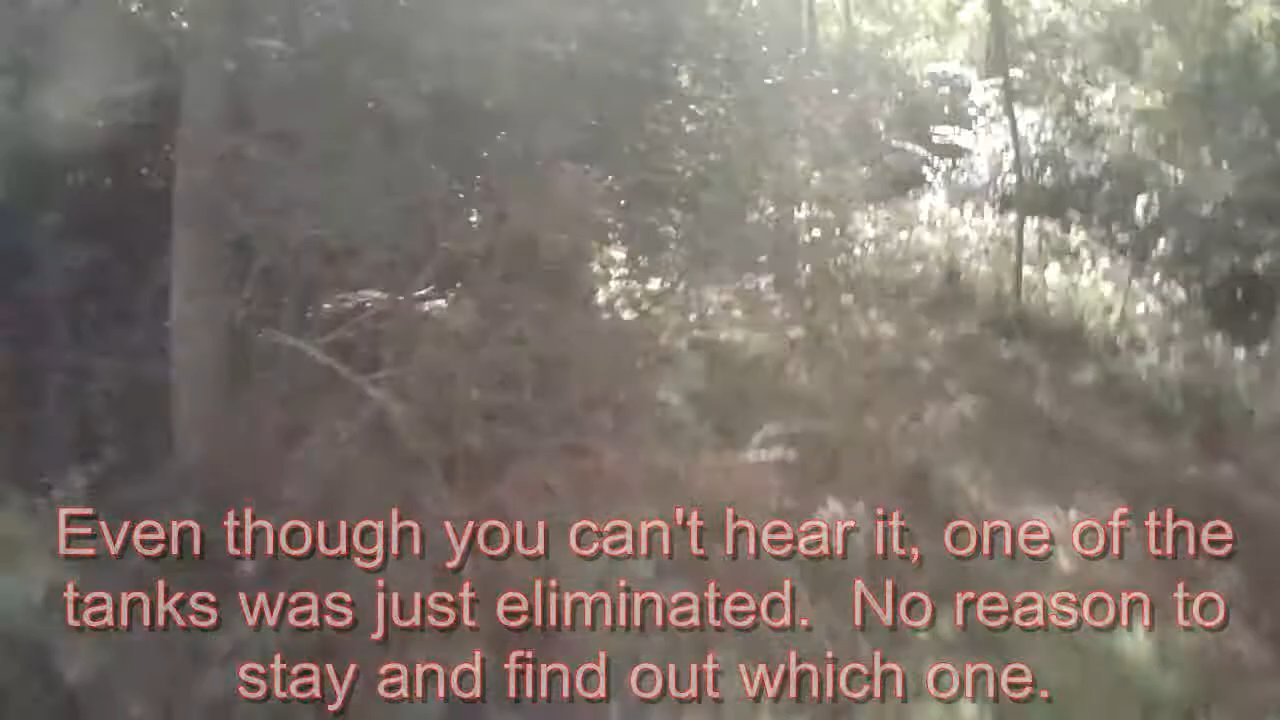 Even though you can't hear it, one of the
tanks was just eliminated.  No reason to
stay and find out which one.